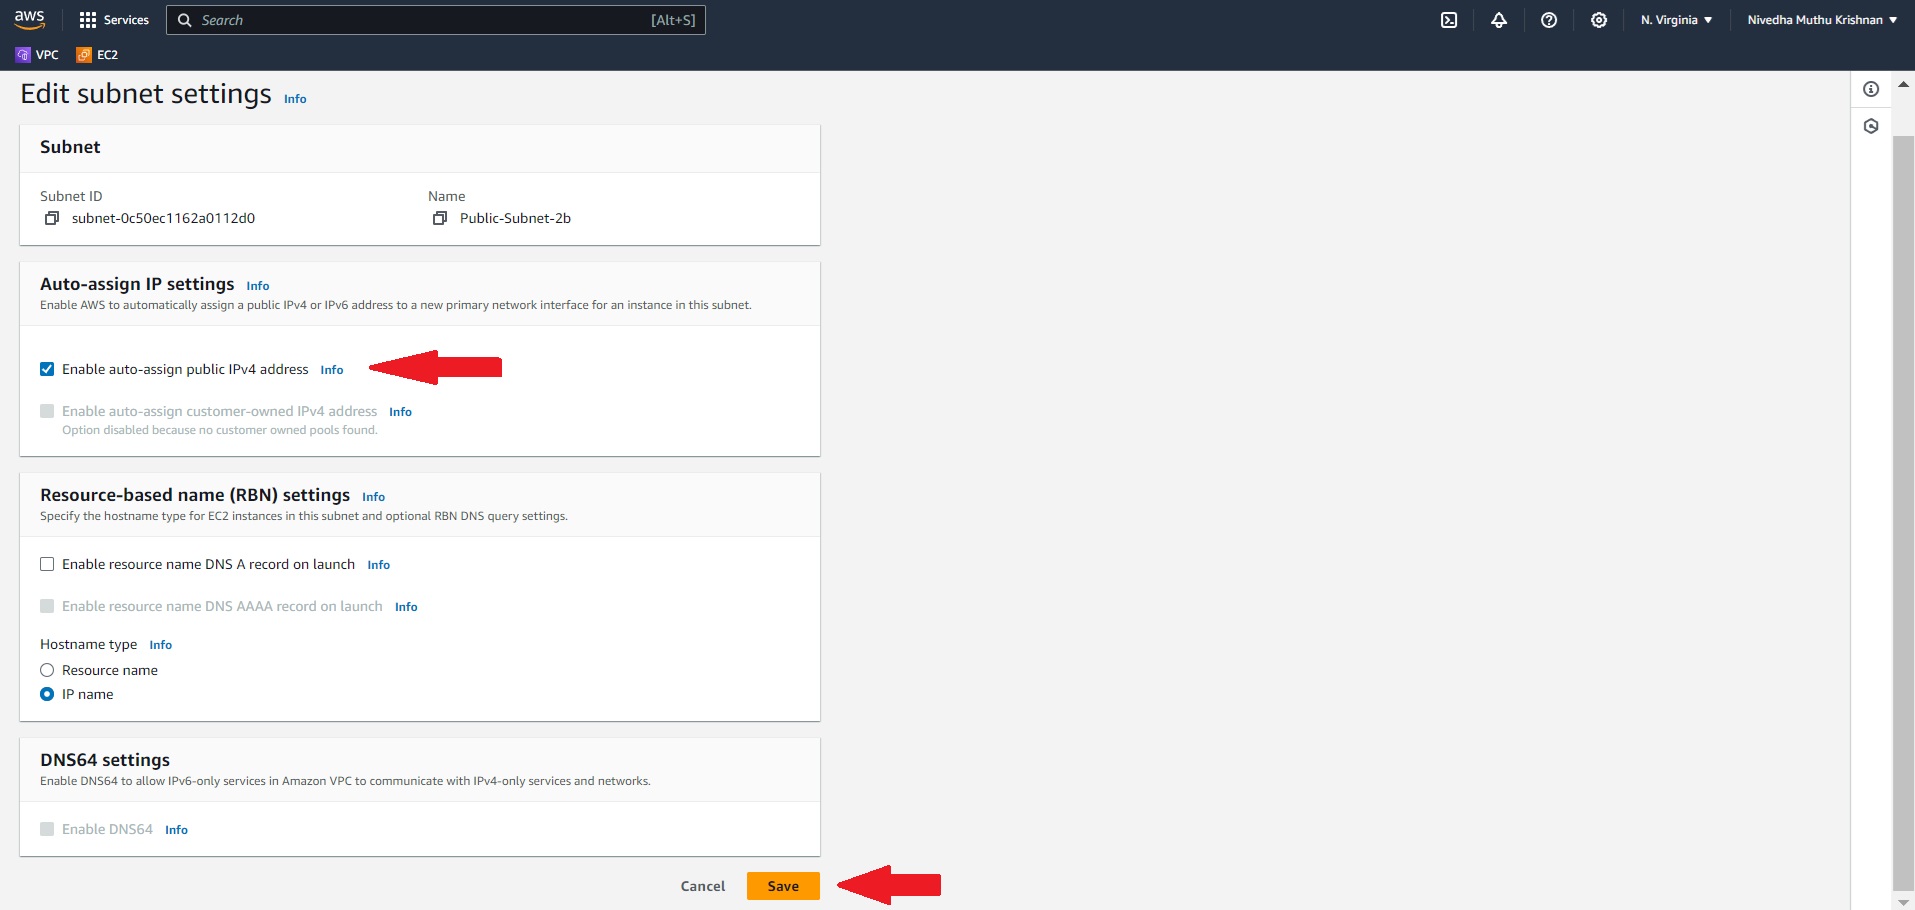 aws Services Search [Alt+S] N. Virginia Nivedha Muthu Krishnan
VPC EC2
Edit subnet settings Info
Subnet
Subnet ID Name
subnet-0c50ec1162a0112d0 Public-Subnet-2b
Auto-assign IP settings Info
Enable AWS to automatically assign a public IPv4 or IPv6 address to a new primary network interface for an instance in this subnet.
Enable auto-assign public IPv4 address Info
Enable auto-assign customer-owned IPv4 address Info
Option disabled because no customer owned pools found.
Resource-based name (RBN) settings Info
Specify the hostname type for EC2 instances in this subnet and optional RBN DNS query settings.
Enable resource name DNS A record on launch Info
Enable resource name DNS AAAA record on launch Info
Hostname type Info
Resource name
IP name
DNS64 settings
Enable DNS64 to allow IPv6-only services in Amazon VPC to communicate with IPv4-only services and networks.
Enable DNS64 Info
Cancel Save